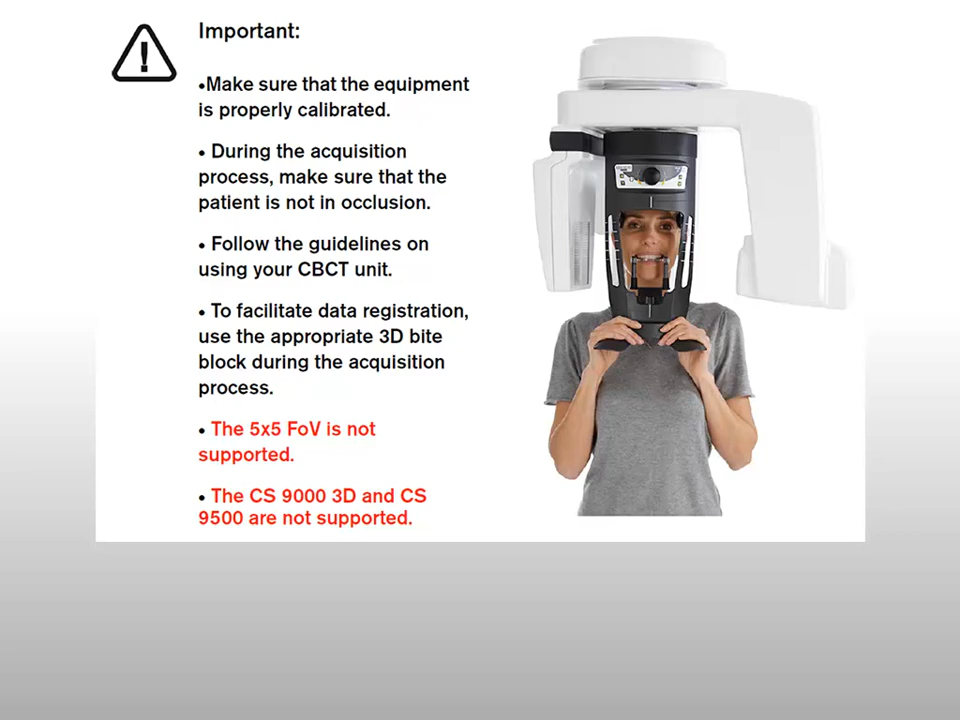 Important:
•Make sure that the equipment
is properly calibrated.
• During the acquisition
process, make sure that the
patient is not in occlusion.
• Follow the guidelines on
using your CBCT unit.
• To facilitate data registration,
use the appropriate 3D bite
block during the acquisition
process.
• The 5x5 FoV is not
supported.
• The CS 9000 3D and CS
9500 are not supported.